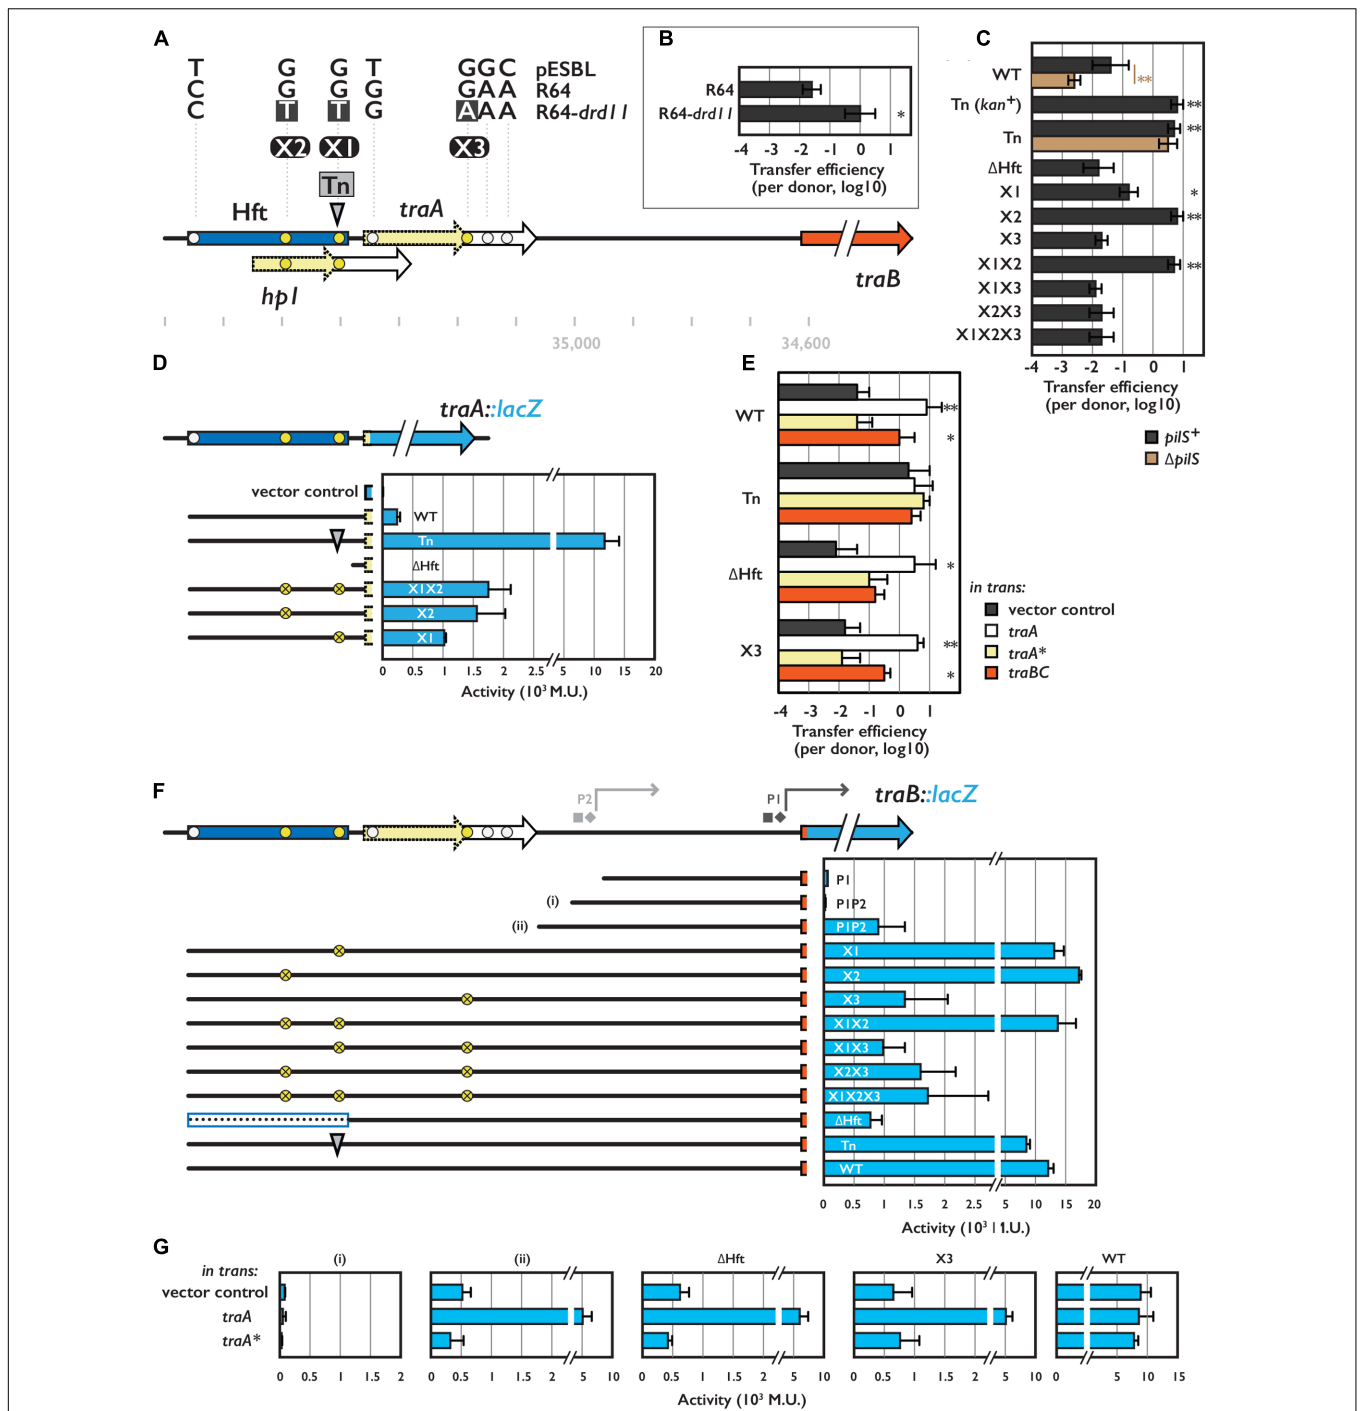 A
T G G T GGC pESBL
C G G G GAA R64
C T T G AAA R64-drd11
X2 X1 X3
Tn
Hft traA
hp1 traB
35,000 34,600
B
R64
R64-drd11 *
-4 -3 -2 -1 0 1
Transfer efficiency
(per donor, log10)
C
WT **
Tn (kan+) **
Tn **
ΔHft
X1 *
X2 **
X3
X1X2 **
X1X3
X2X3
X1X2X3
-4 -3 -2 -1 0 1
Transfer efficiency
(per donor, log10)
pilS+
ΔpilS
D
traA::lacZ
vector control
WT
Tn
ΔHft
X1X2
X2
X1
0 0.5 1 1.5 2 2.5 5 10 15 20
Activity (10³ M.U.)
E
WT ** *
Tn
ΔHft *
X3 ** *
-4 -3 -2 -1 0 1
Transfer efficiency
(per donor, log10)
in trans:
vector control
traA
traA*
traBC
F
P2 P1 traB::lacZ
P1
(i) P1P2
(ii) P1P2
X1
X2
X3
X1X2
X1X3
X2X3
X1X2X3
ΔHft
Tn
WT
0 0.5 1 1.5 2 2.5 5 10 15 20
Activity (10³ M.U.)
G
(i) (ii) ΔHft X3 WT
in trans:
vector control
traA
traA*
0 0.5 1 1.5 2 0 0.5 1 1.5 2 5 10 0 0.5 1 1.5 2 5 10 0 0.5 1 1.5 2 5 10 0 5 10 15
Activity (10³ M.U.)